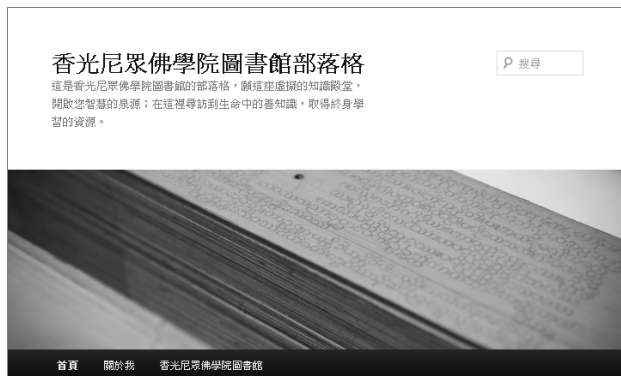 香光尼眾佛學院圖書館部落格
搜尋
這是香光尼眾佛學院圖書館的部落格，願這座虛擬的知識殿堂，
開啟您智慧的泉源；在這裡尋訪到生命中的善知識，取得終身學
習的資源。
首頁 關於我 香光尼眾佛學院圖書館